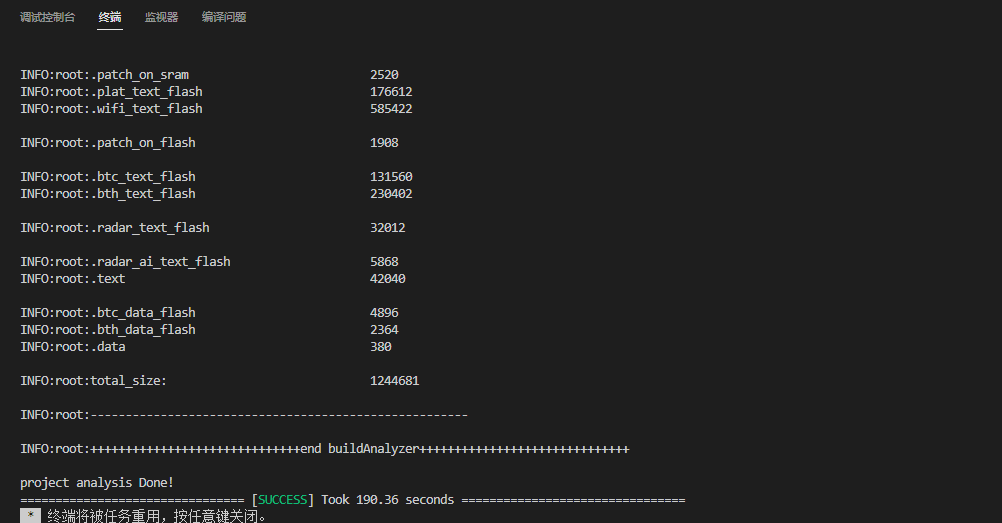 调试控制台 终端 监视器 编译问题
INFO:root:.patch_on_sram 2520
INFO:root:.plat_text_flash 176612
INFO:root:.wifi_text_flash 585422
INFO:root:.patch_on_flash 1908
INFO:root:.btc_text_flash 131560
INFO:root:.bth_text_flash 230402
INFO:root:.radar_text_flash 32012
INFO:root:.radar_ai_text_flash 5868
INFO:root:.text 42040
INFO:root:.btc_data_flash 4896
INFO:root:.bth_data_flash 2364
INFO:root:.data 380
INFO:root:total_size: 1244681
INFO:root:------------------------------------------------------
INFO:root:++++++++++++++++++++++++++++++end buildAnalyzer++++++++++++++++++++++++++++++
project analysis Done!
================================ [SUCCESS] Took 190.36 seconds ================================
* 终端将被任务重用，按任意键关闭。